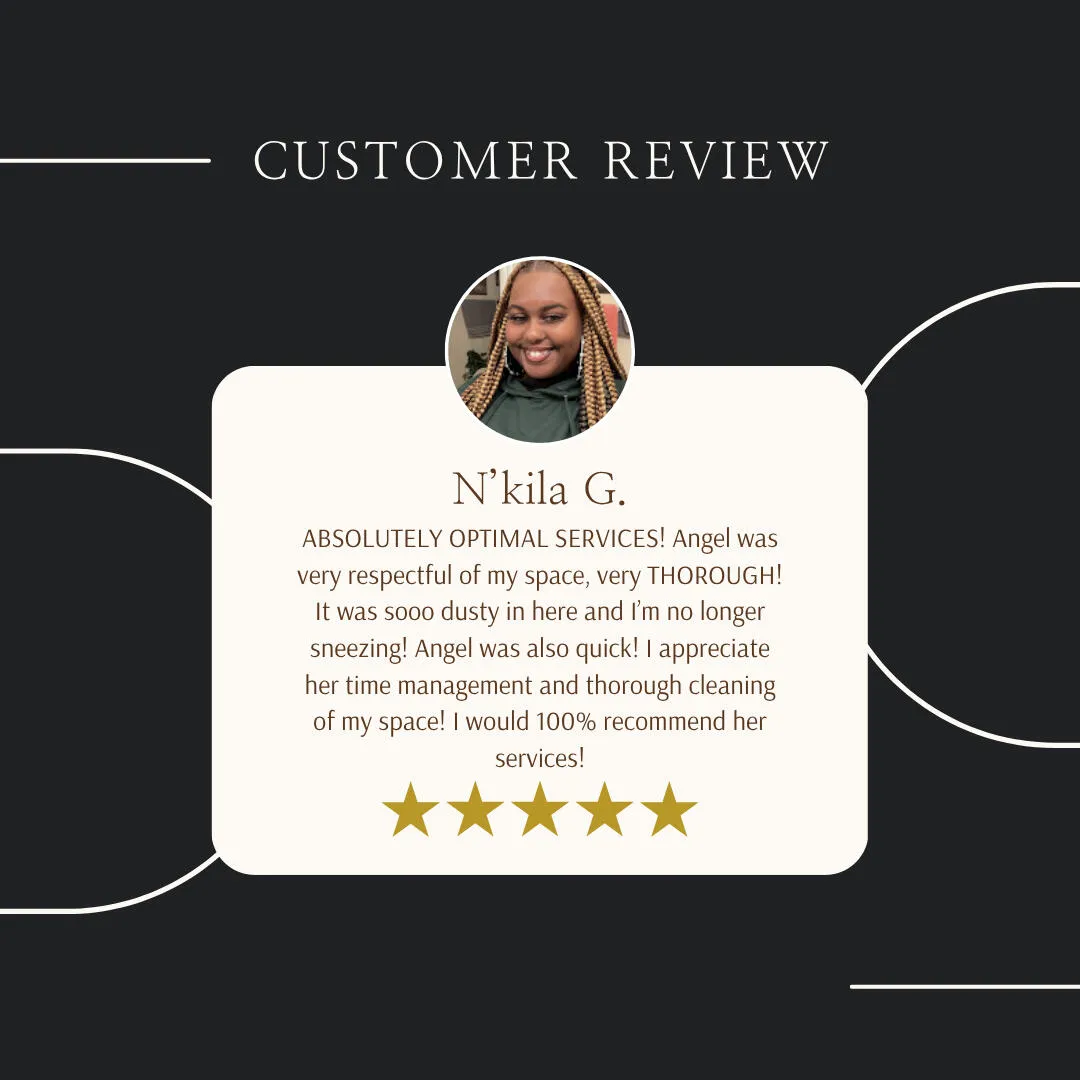 CUSTOMER REVIEW
N’kila G.
ABSOLUTELY OPTIMAL SERVICES! Angel was
very respectful of my space, very THOROUGH!
It was sooo dusty in here and I’m no longer
sneezing! Angel was also quick! I appreciate
her time management and thorough cleaning
of my space! I would 100% recommend her
services!